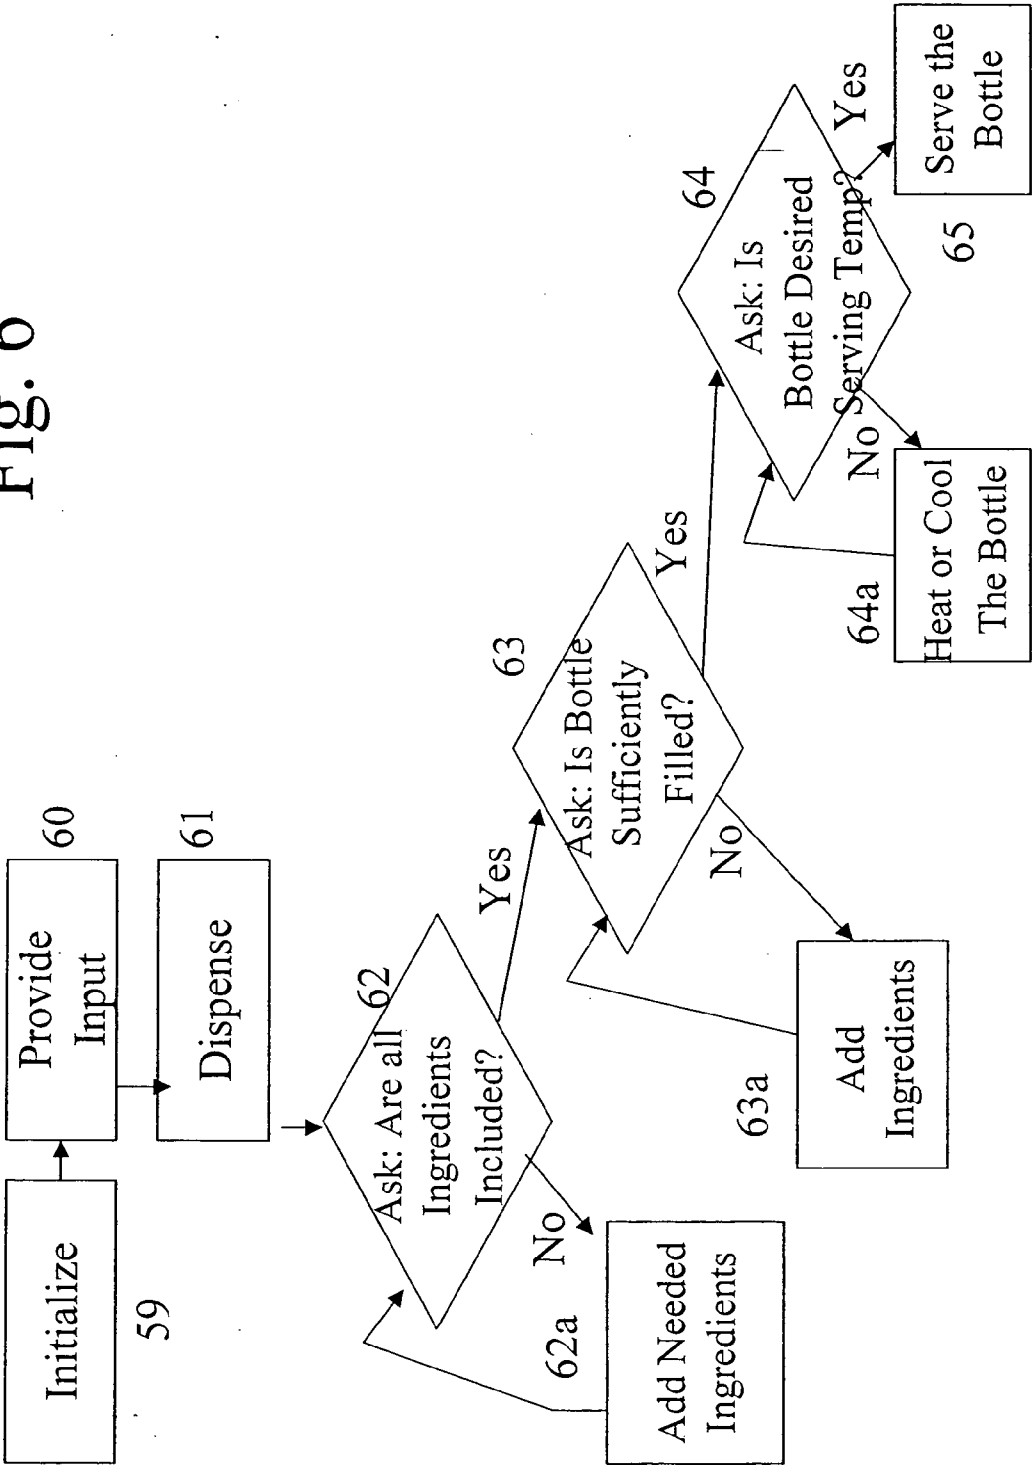 Fig. 6
Initialize
59
Provide
Input
60
Dispense
61
Ask: Are all
Ingredients
Included?
62
Yes
No
Add Needed
Ingredients
62a
Ask: Is Bottle
Sufficiently
Filled?
63
Yes
No
Add
Ingredients
63a
Ask: Is
Bottle Desired
Serving Temp?
64
Yes
No
Heat or Cool
The Bottle
64a
Serve the
Bottle
65